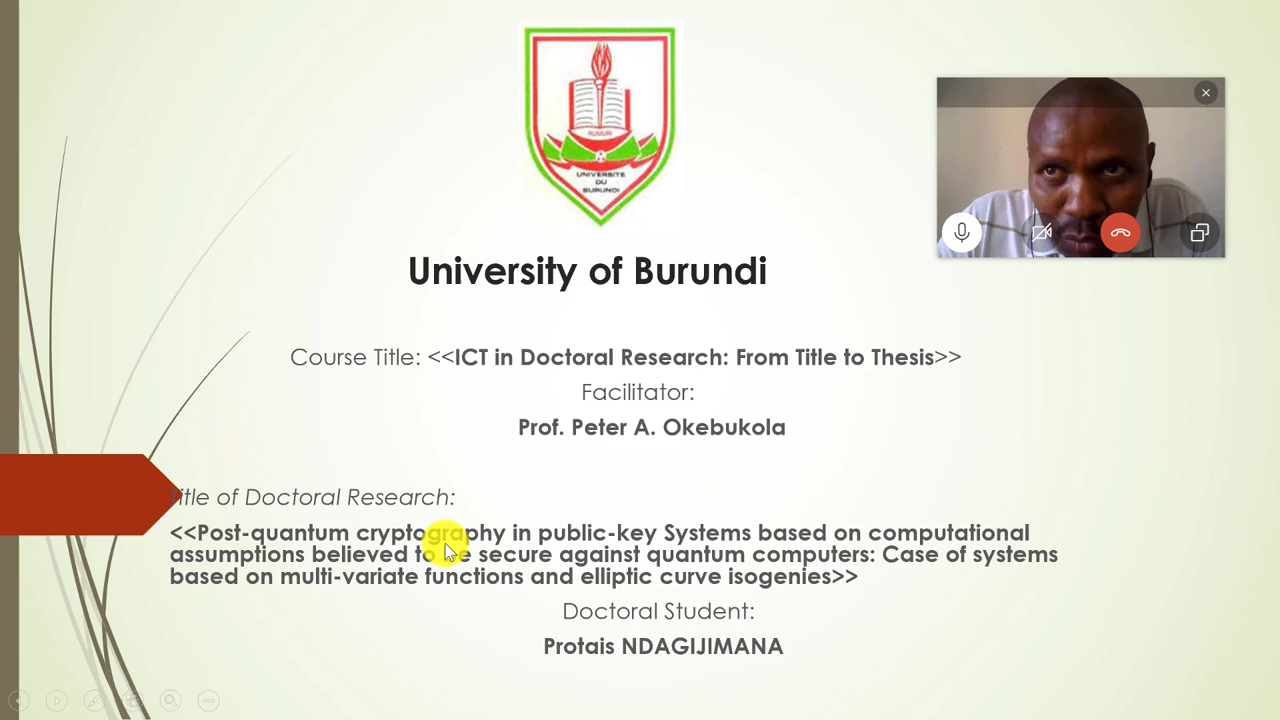 RUMURI
UNIVERSITE
DU
BURUNDI
University of Burundi
Course Title: <<ICT in Doctoral Research: From Title to Thesis>>
Facilitator:
Prof. Peter A. Okebukola
Title of Doctoral Research:
<<Post-quantum cryptography in public-key Systems based on computational
assumptions believed to be secure against quantum computers: Case of systems
based on multi-variate functions and elliptic curve isogenies>>
Doctoral Student:
Protais NDAGIJIMANA